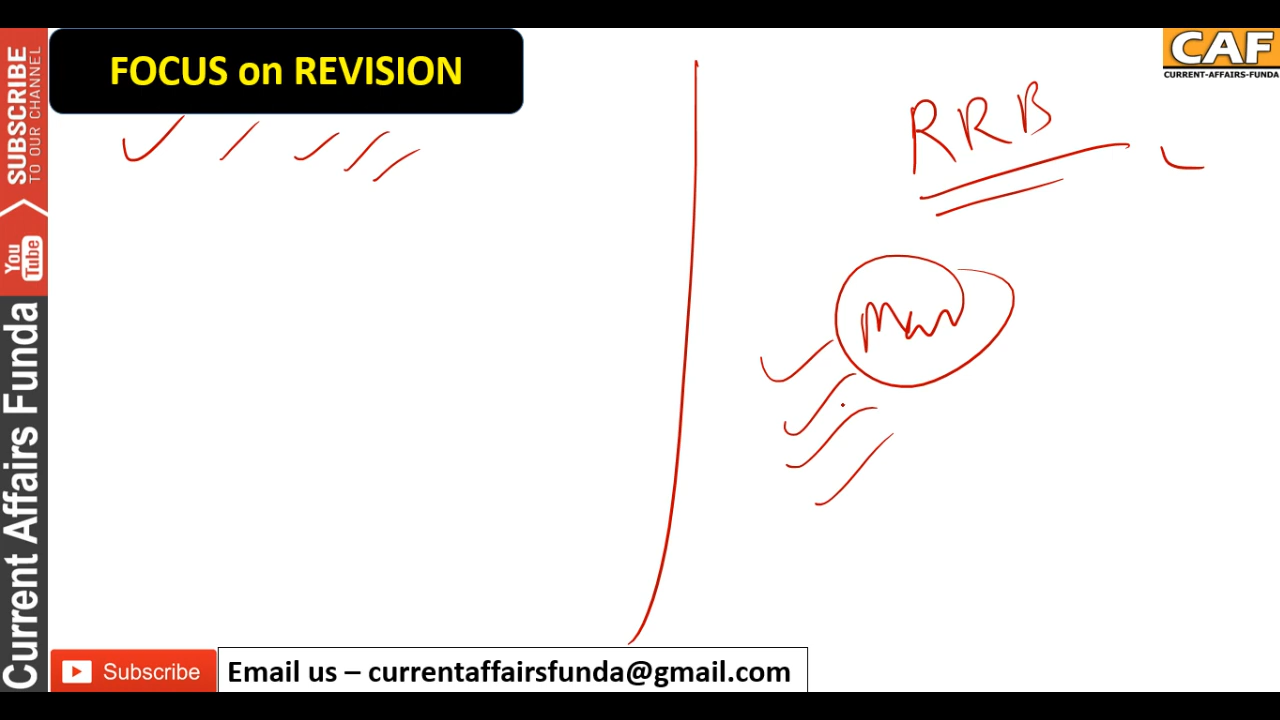 FOCUS on REVISION
CAF
CURRENT-AFFAIRS-FUNDA
SUBSCRIBE
TO OUR CHANNEL
You
Tube
Current Affairs Funda
RRB
Subscribe
Email us – currentaffairsfunda@gmail.com